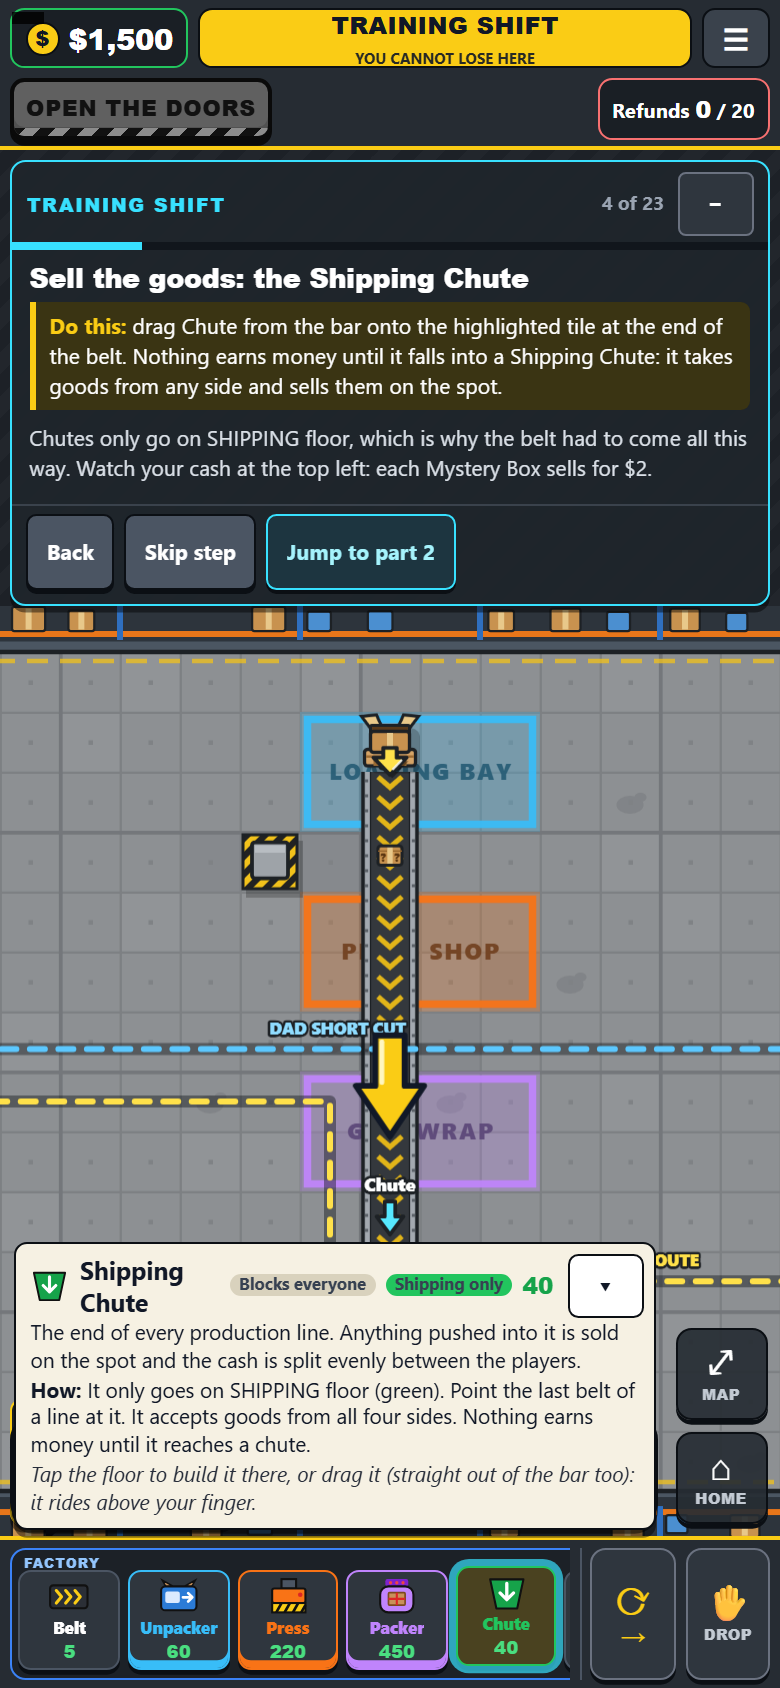 $ $1,500
TRAINING SHIFT
YOU CANNOT LOSE HERE
OPEN THE DOORS
Refunds 0 / 20
TRAINING SHIFT
4 of 23
Sell the goods: the Shipping Chute
Do this: drag Chute from the bar onto the highlighted tile at the end of
the belt. Nothing earns money until it falls into a Shipping Chute: it takes
goods from any side and sells them on the spot.
Chutes only go on SHIPPING floor, which is why the belt had to come all this
way. Watch your cash at the top left: each Mystery Box sells for $2.
Back
Skip step
Jump to part 2
NG BAY
? ?
SHOP
DAD SHORT CUT
WRAP
Chute
OUTE
Shipping
Chute
Blocks everyone
Shipping only
40
The end of every production line. Anything pushed into it is sold
on the spot and the cash is split evenly between the players.
How: It only goes on SHIPPING floor (green). Point the last belt of
a line at it. It accepts goods from all four sides. Nothing earns
money until it reaches a chute.
Tap the floor to build it there, or drag it (straight out of the bar too):
it rides above your finger.
MAP
HOME
FACTORY
Belt
5
Unpacker
60
Press
220
Packer
450
Chute
40
DROP